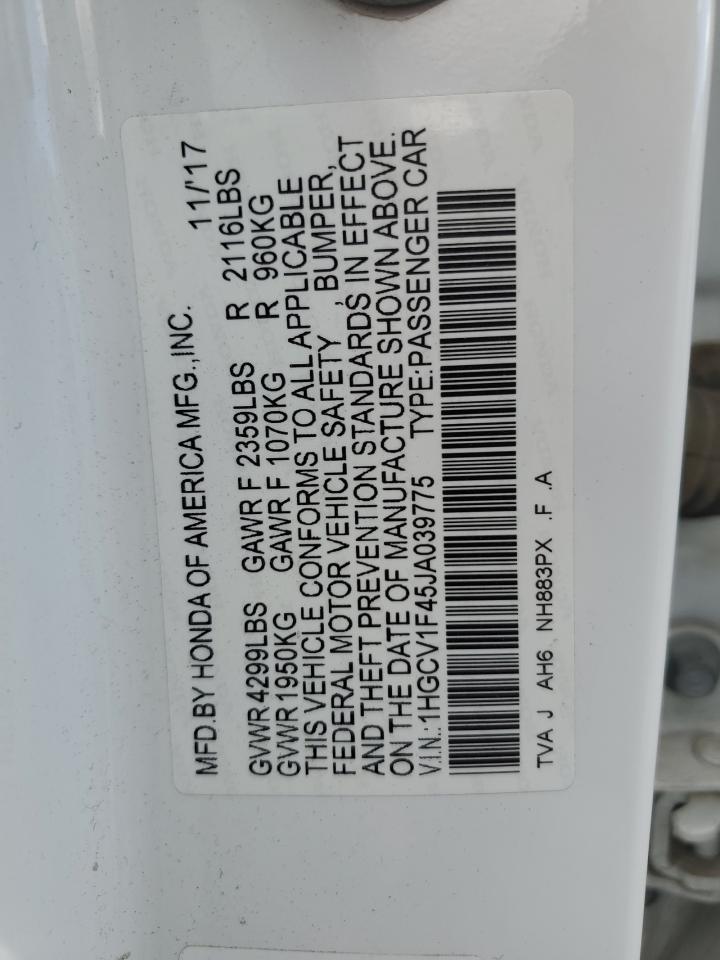 MFD.BY HONDA OF AMERICA MFG.,INC. 11/'17
GVWR 4299LBS GAWR F 2359LBS R 2116LBS
GVWR 1950KG GAWR F 1070KG R 960KG
THIS VEHICLE CONFORMS TO ALL APPLICABLE
FEDERAL MOTOR VEHICLE SAFETY , BUMPER,
AND THEFT PREVENTION STANDARDS IN EFFECT
ON THE DATE OF MANUFACTURE SHOWN ABOVE.
V.I.N.:1HGCV1F45JA039775 TYPE:PASSENGER CAR
TVA J AH6 NH883PX .F .A